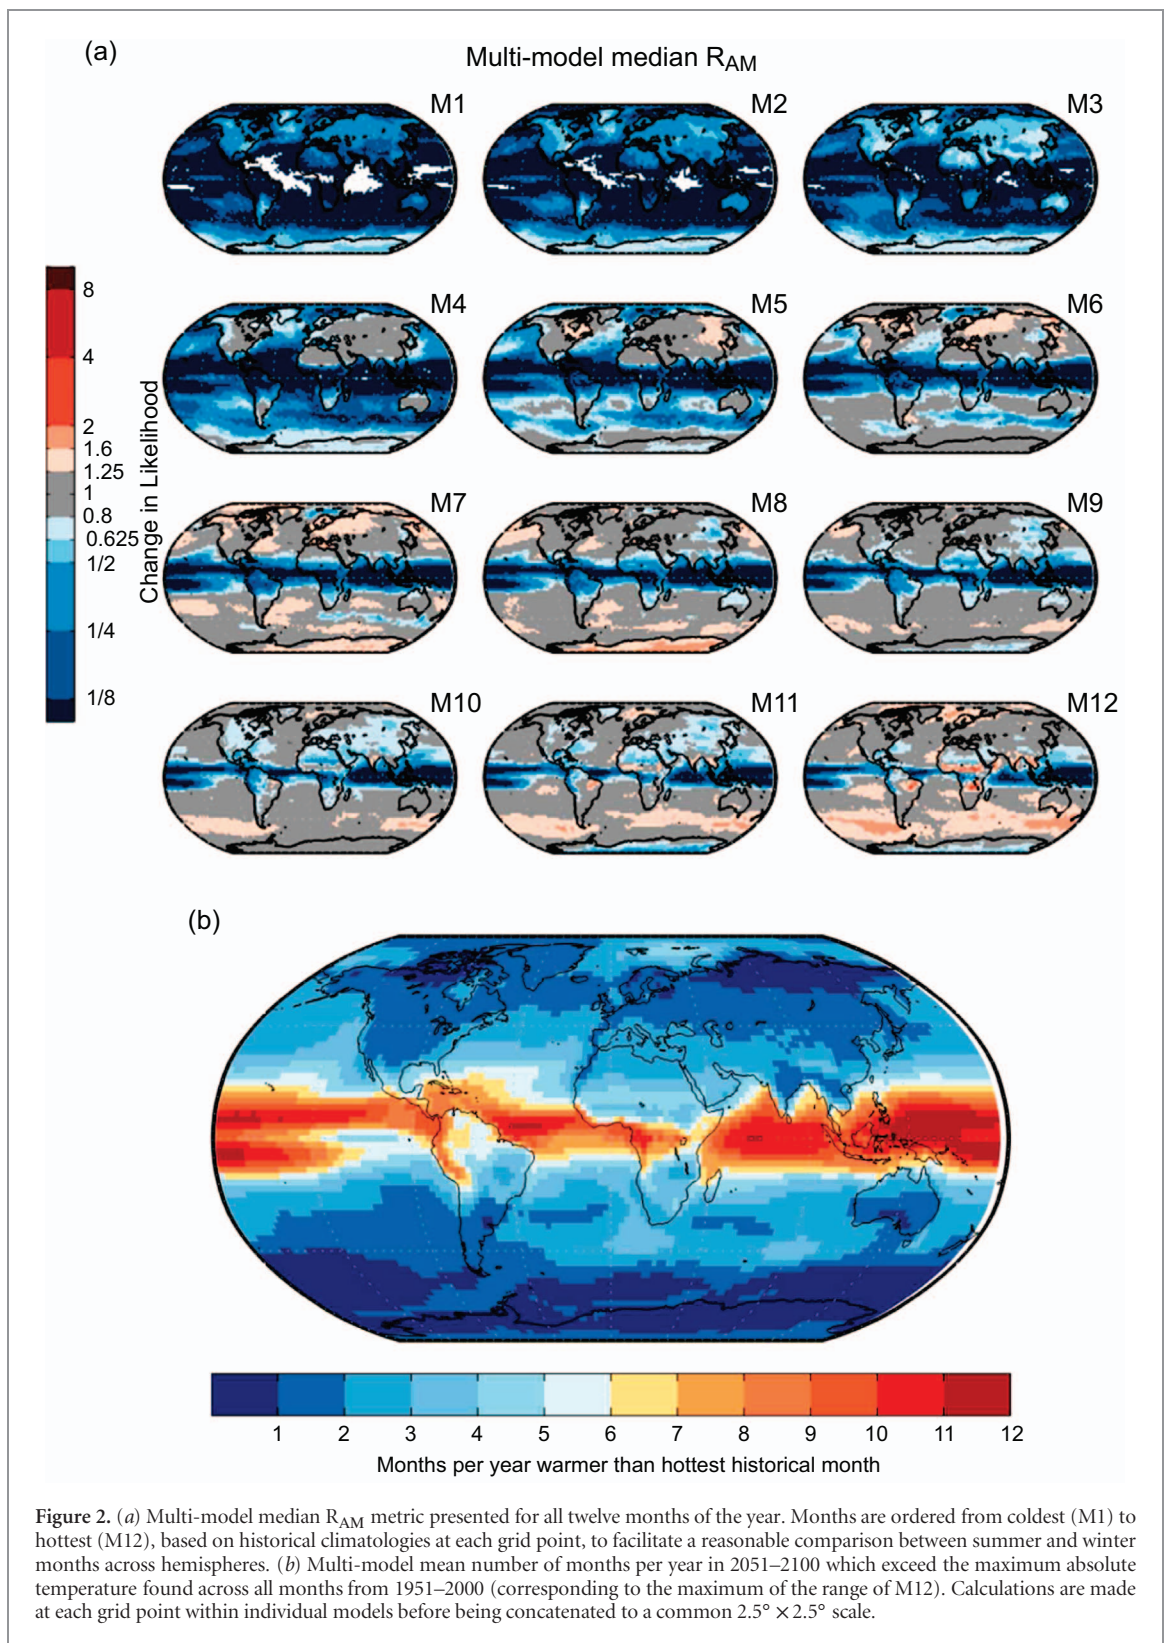 (a)
Multi-model median R_AM
M1
M2
M3
M4
M5
M6
M7
M8
M9
M10
M11
M12
8
4
2
1.6
1.25
1
0.8
0.625
1/2
1/4
1/8
Change in Likelihood
(b)
1 2 3 4 5 6 7 8 9 10 11 12
Months per year warmer than hottest historical month
Figure 2. (a) Multi-model median R_AM metric presented for all twelve months of the year. Months are ordered from coldest (M1) to
hottest (M12), based on historical climatologies at each grid point, to facilitate a reasonable comparison between summer and winter
months across hemispheres. (b) Multi-model mean number of months per year in 2051–2100 which exceed the maximum absolute
temperature found across all months from 1951–2000 (corresponding to the maximum of the range of M12). Calculations are made
at each grid point within individual models before being concatenated to a common 2.5° × 2.5° scale.